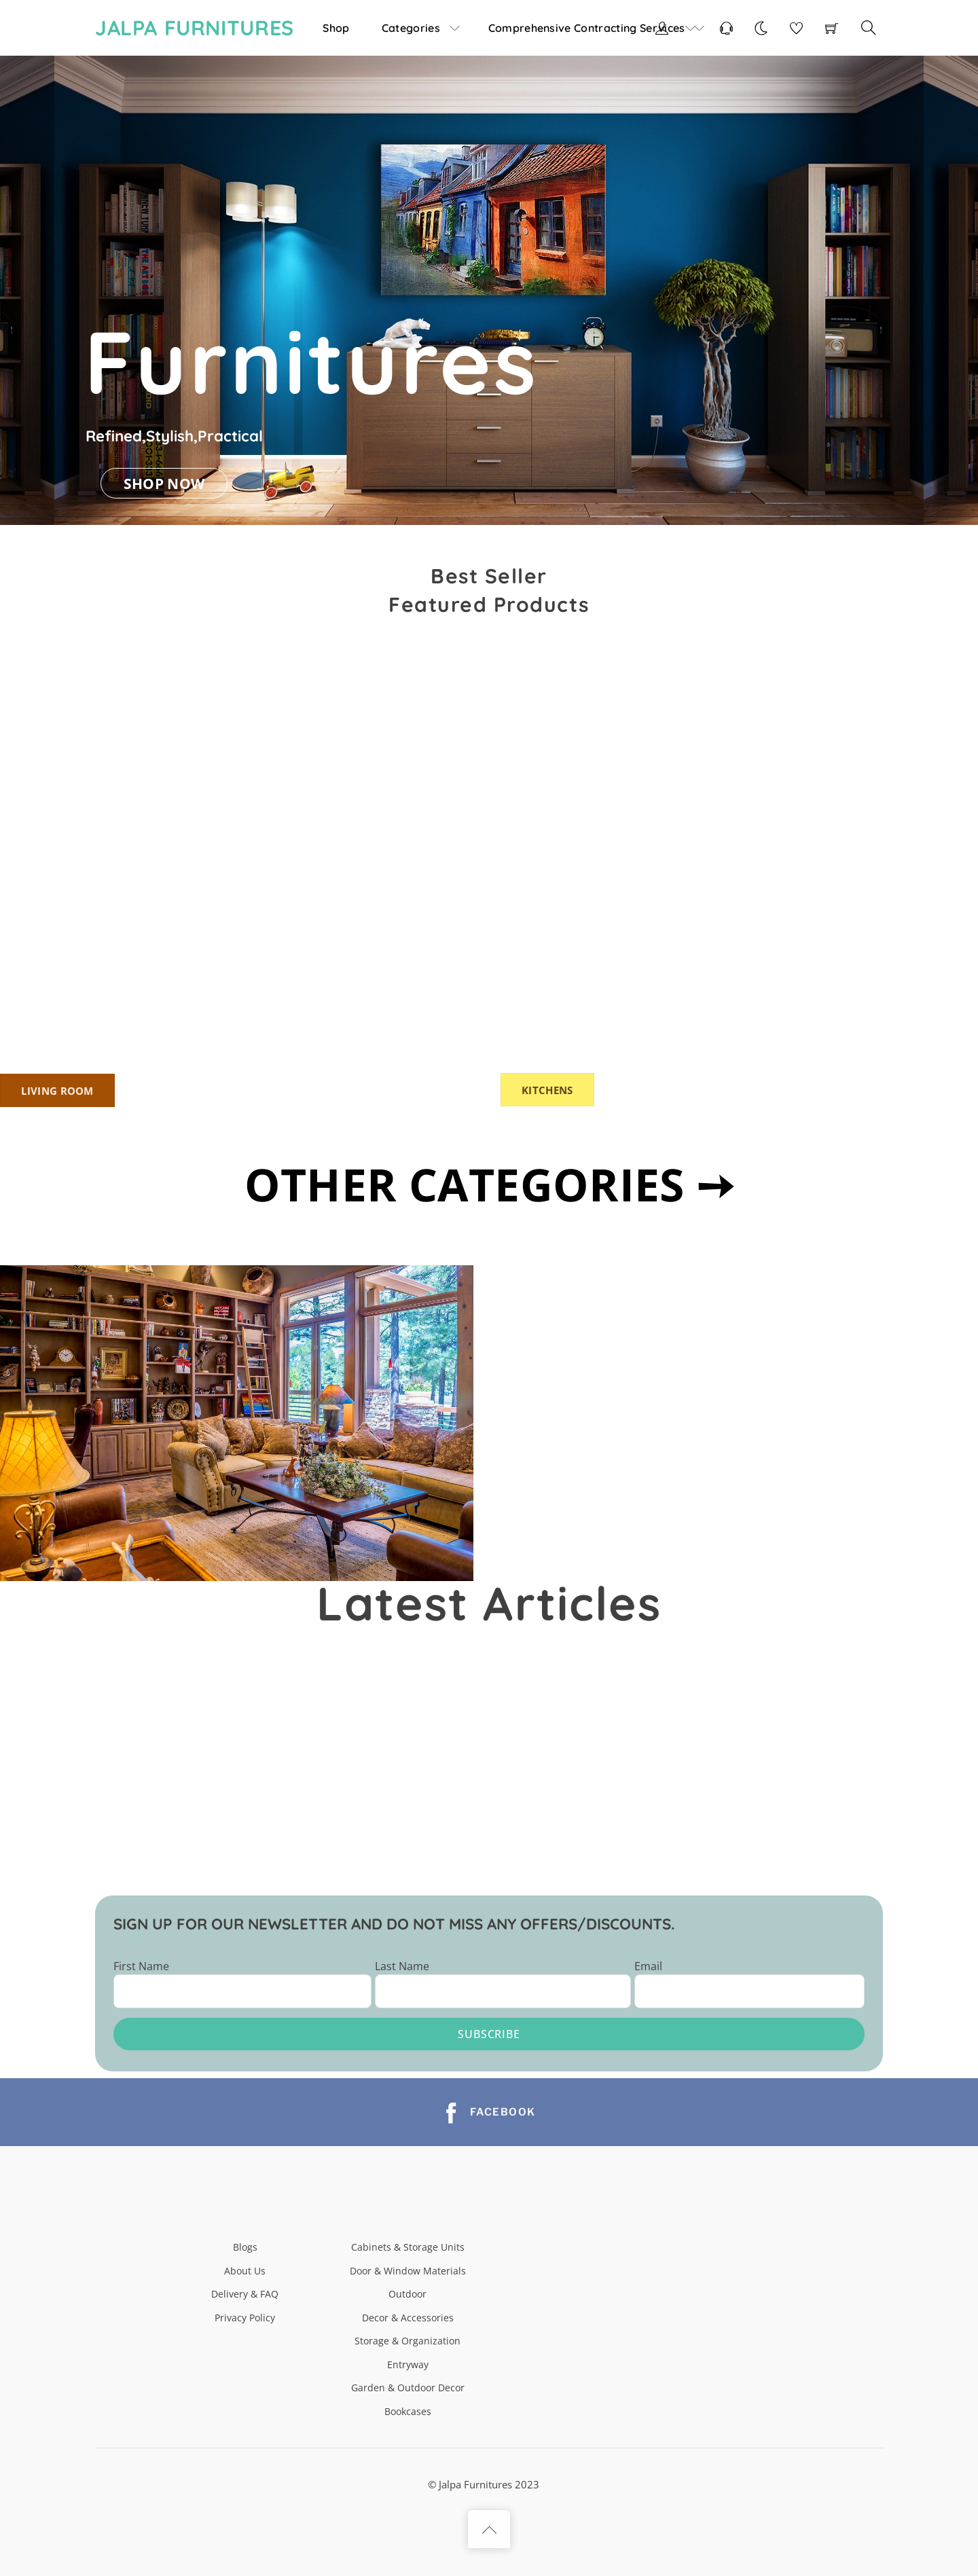 JALPA FURNITURES
Shop
Categories
Comprehensive Contracting Services
Furnitures
Refined,Stylish,Practical
SHOP NOW
Best Seller
Featured Products
LIVING ROOM
KITCHENS
OTHER CATEGORIES →
Latest Articles
SIGN UP FOR OUR NEWSLETTER AND DO NOT MISS ANY OFFERS/DISCOUNTS.
First Name
Last Name
Email
SUBSCRIBE
FACEBOOK
Blogs
About Us
Delivery & FAQ
Privacy Policy
Cabinets & Storage Units
Door & Window Materials
Outdoor
Decor & Accessories
Storage & Organization
Entryway
Garden & Outdoor Decor
Bookcases
© Jalpa Furnitures 2023